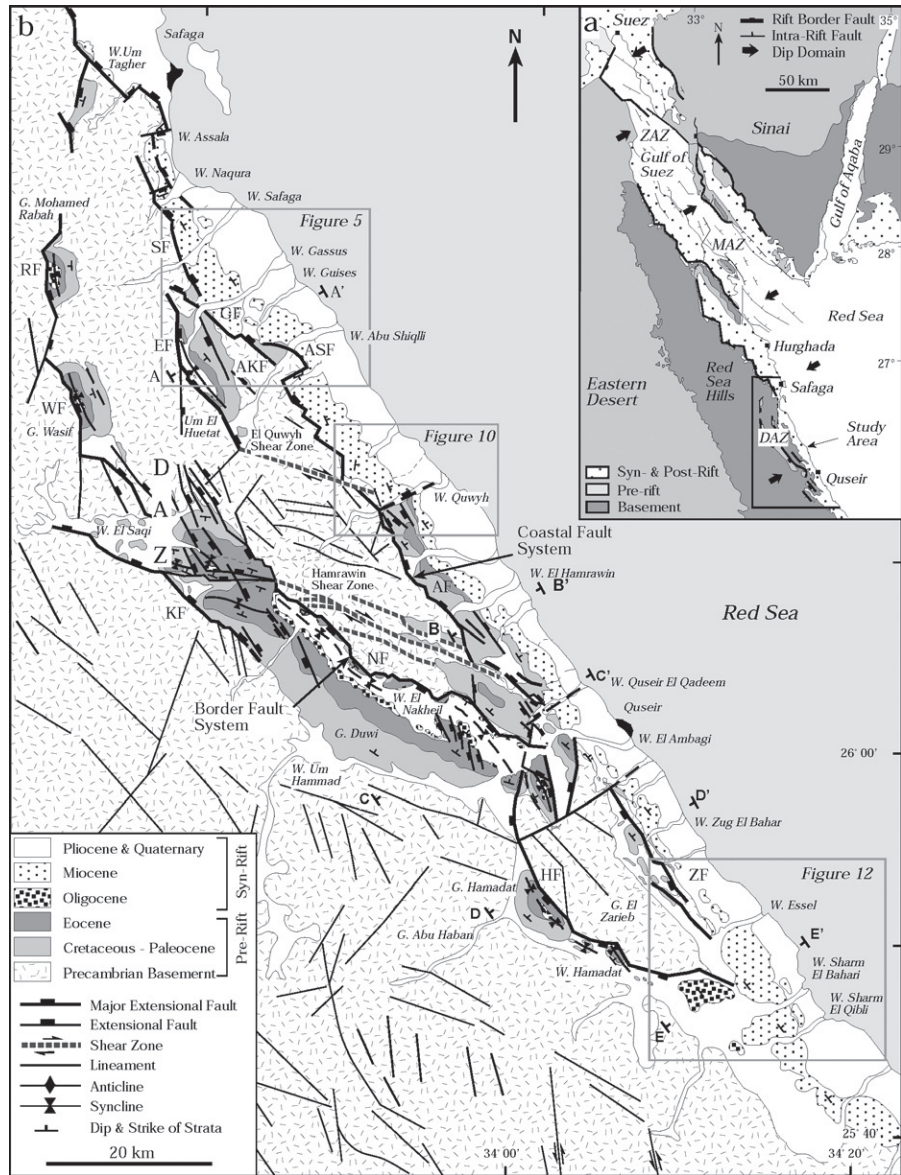 b
Safaga
W.Um
Tagher
N
W. Assala
W. Naqura
W. Safaga
G. Mohamed
Rabah
Figure 5
SF
W. Gassus
W. Guises
RF
A'
GF
W. Abu Shiqlli
EF
ASF
A
AKF
WF
G. Wasif
Um El
Huetat
El Quwyh
Shear Zone
Figure 10
D
A
Z
W. Quwyh
W. El Saqi
Coastal Fault
System
Hamrawin
Shear Zone
AF
W. El Hamrawin
B'
KF
B
Red Sea
NF
C'
W. Quseir El Qadeem
Border Fault
System
W. El
Nakheil
Quseir
G. Duwi
W. El Ambagi
26° 00'
W. Um
Hammad
C
D'
W. Zug El Bahar
HF
ZF
Figure 12
G. Hamadat
G. El
Zarieb
W. Essel
D
G. Abu Haban
E'
W. Sharm
El Bahari
W. Hamadat
W. Sharm
El Qibli
E
25° 40'
34° 00
34° 20'
Pliocene & Quaternary
Miocene
Oligocene
Syn-Rift
Eocene
Cretaceous - Paleocene
Precambrian Basement
Pre-Rift
Major Extensional Fault
Extensional Fault
Shear Zone
Lineament
Anticline
Syncline
Dip & Strike of Strata
20 km
a
Suez
33°
35°
N
Rift Border Fault
Intra-Rift Fault
Dip Domain
50 km
Sinai
ZAZ
29°
Gulf of
Suez
Gulf of Aqaba
MAZ
28°
Red Sea
Hurghada
27°
Red
Sea
Hills
Eastern
Desert
Safaga
Study
Area
DAZ
Quseir
Syn- & Post-Rift
Pre-rift
Basement